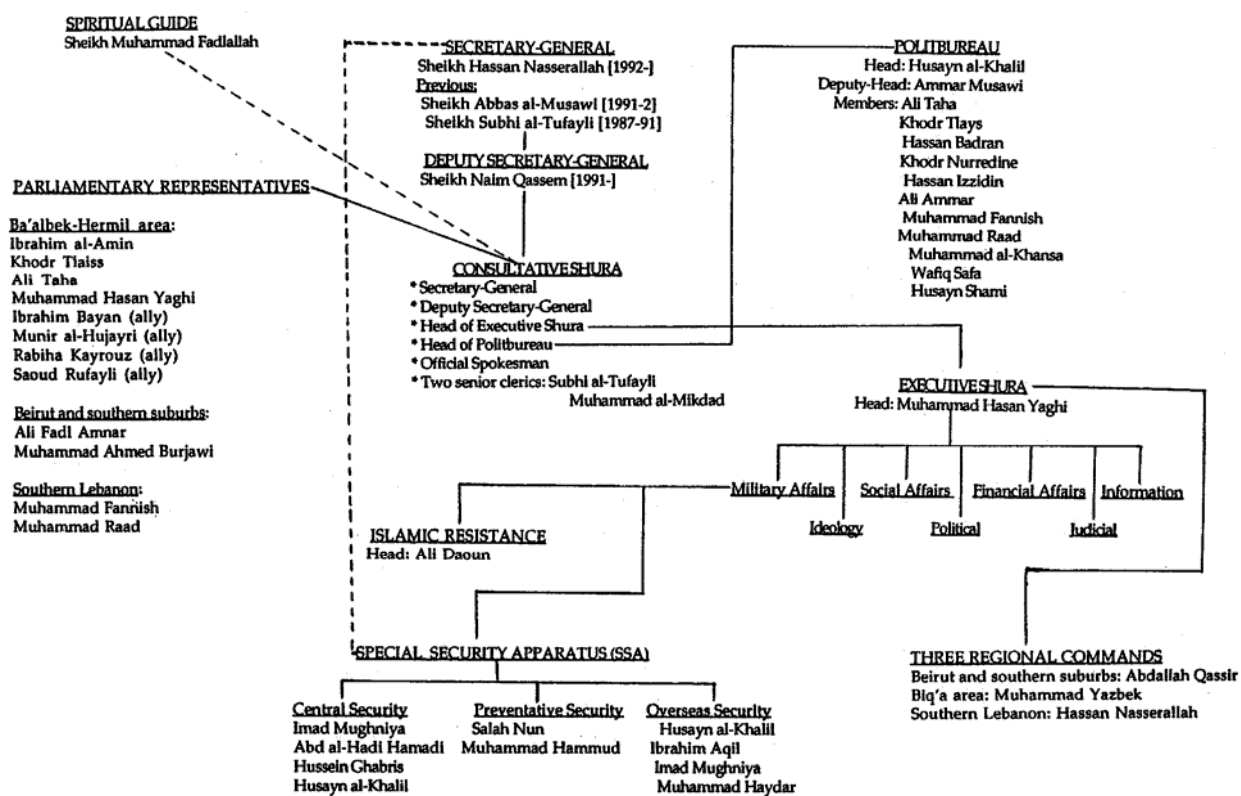 SPIRITUAL GUIDE
Sheikh Muhammad Fadlallah
SECRETARY-GENERAL
Sheikh Hassan Nasserallah [1992-]
Previous:
Sheikh Abbas al-Musawi [1991-2]
Sheikh Subhi al-Tufayli [1987-91]
DEPUTY SECRETARY-GENERAL
Sheikh Naim Qassem [1991-]
POLITBUREAU
Head: Husayn al-Khalil
Deputy-Head: Ammar Musawi
Members: Ali Taha
Khodr Tlays
Hassan Badran
Khodr Nurredine
Hassan Izzidin
Ali Ammar
Muhammad Fannish
Muhammad Raad
Muhammad al-Khansa
Wafiq Safa
Husayn Shami
PARLIAMENTARY REPRESENTATIVES
Ba'albek-Hermil area:
Ibrahim al-Amin
Khodr Tlaiss
Ali Taha
Muhammad Hasan Yaghi
Ibrahim Bayan (ally)
Munir al-Hujayri (ally)
Rabiha Kayrouz (ally)
Saoud Rufayli (ally)
Beirut and southern suburbs:
Ali Fadl Amnar
Muhammad Ahmed Burjawi
Southern Lebanon:
Muhammad Fannish
Muhammad Raad
CONSULTATIVE SHURA
* Secretary-General
* Deputy Secretary-General
* Head of Executive Shura
* Head of Politbureau
* Official Spokesman
* Two senior clerics: Subhi al-Tufayli
Muhammad al-Mikdad
EXECUTIVE SHURA
Head: Muhammad Hasan Yaghi
Military Affairs
Social Affairs
Financial Affairs
Information
Ideology
Political
Judicial
ISLAMIC RESISTANCE
Head: Ali Daoun
SPECIAL SECURITY APPARATUS (SSA)
Central Security
Imad Mughniya
Abd al-Hadi Hamadi
Hussein Ghabris
Husayn al-Khalil
Preventative Security
Salah Nun
Muhammad Hammud
Overseas Security
Husayn al-Khalil
Ibrahim Aqil
Imad Mughniya
Muhammad Haydar
THREE REGIONAL COMMANDS
Beirut and southern suburbs: Abdallah Qassir
Biq'a area: Muhammad Yazbek
Southern Lebanon: Hassan Nasserallah